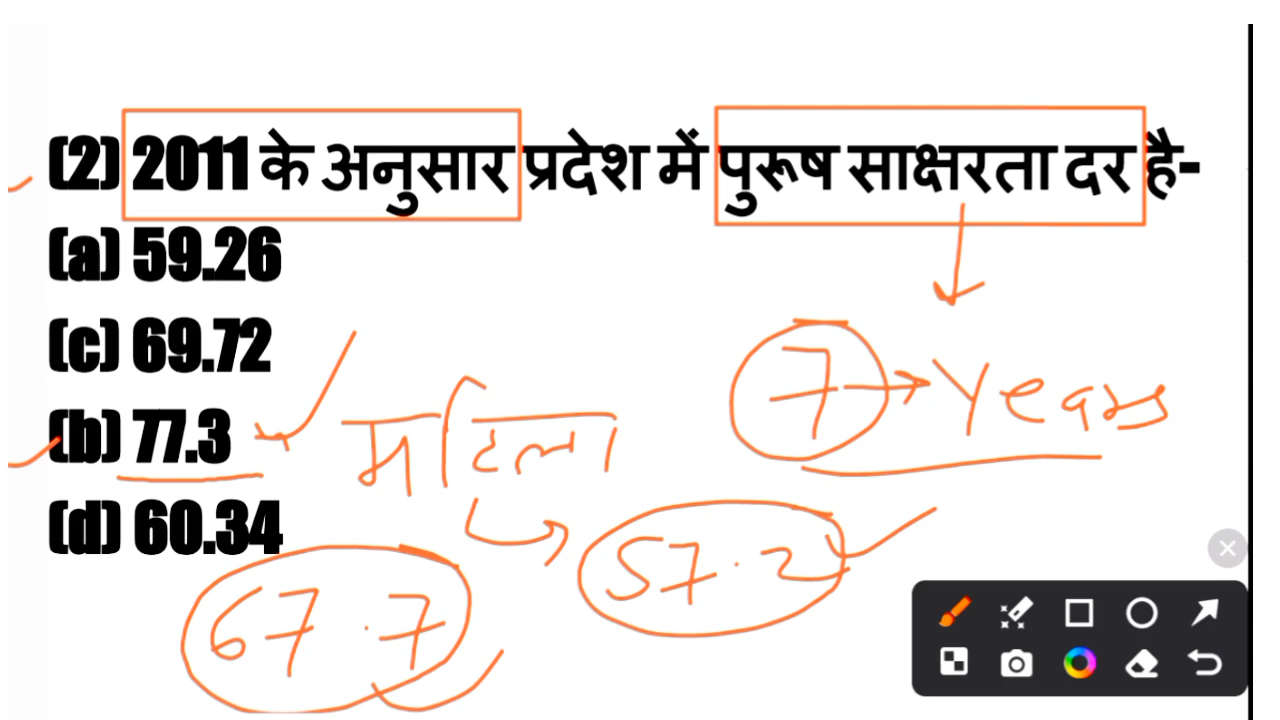 (2) 2011 के अनुसार प्रदेश में पुरूष साक्षरता दर है-
(a) 59.26
(c) 69.72
(b) 77.3
(d) 60.34
7 → Years
महिला
57.2
67.7